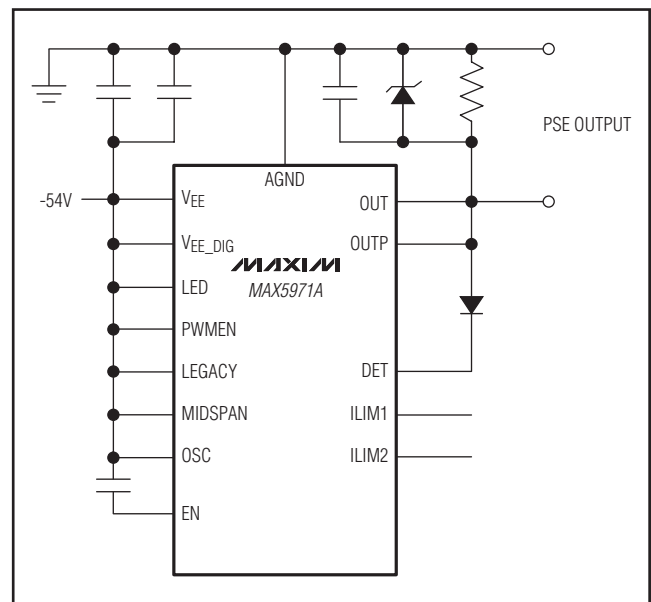 PSE OUTPUT
AGND
-54V
VEE
OUT
VEE_DIG
OUTP
MAXIM
LED
MAX5971A
PWMEN
LEGACY
DET
MIDSPAN
ILIM1
OSC
ILIM2
EN